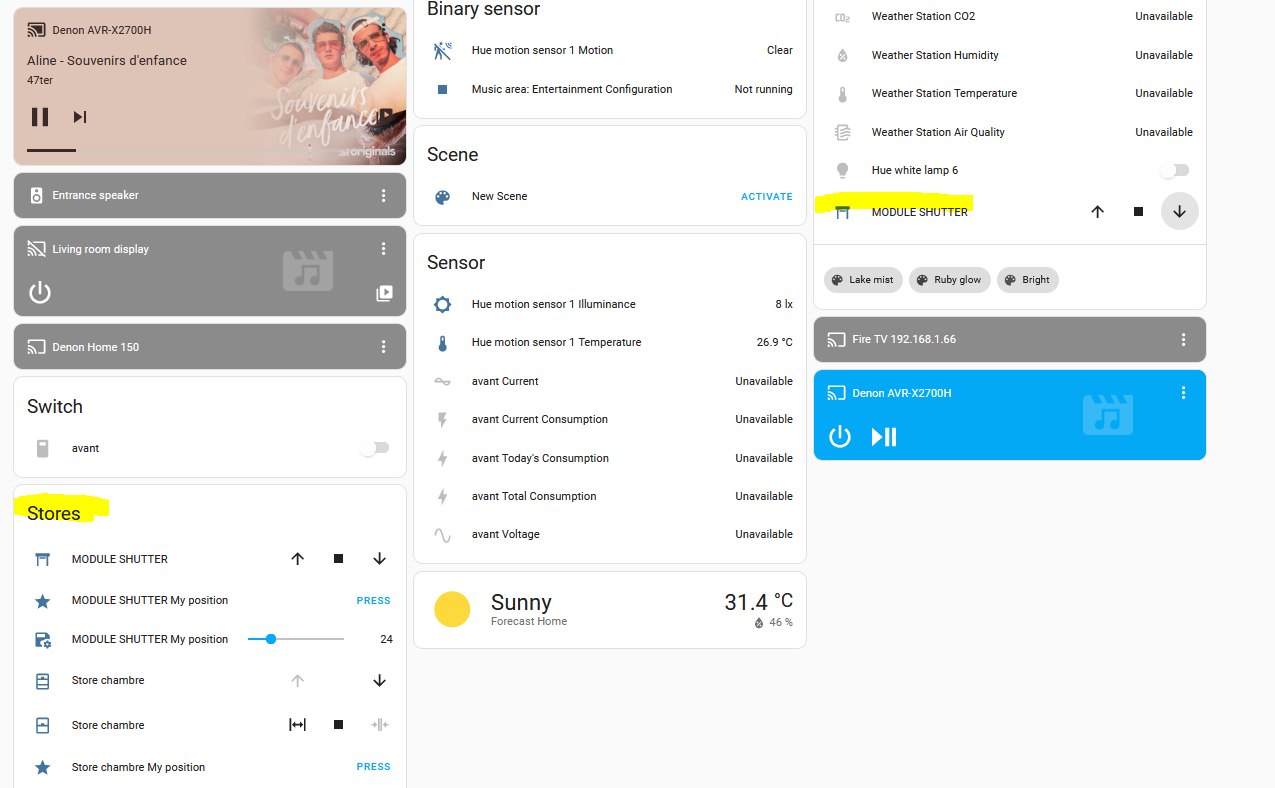 Denon AVR-X2700H
Aline - Souvenirs d'enfance
47ter
Souvenirs
d'enfance
originals
Entrance speaker
Living room display
Denon Home 150
Switch
avant
Stores
MODULE SHUTTER
MODULE SHUTTER My position PRESS
MODULE SHUTTER My position 24
Store chambre
Store chambre
Store chambre My position PRESS
Binary sensor
Hue motion sensor 1 Motion Clear
Music area: Entertainment Configuration Not running
Scene
New Scene ACTIVATE
Sensor
Hue motion sensor 1 Illuminance 8 lx
Hue motion sensor 1 Temperature 26.9 °C
avant Current Unavailable
avant Current Consumption Unavailable
avant Today's Consumption Unavailable
avant Total Consumption Unavailable
avant Voltage Unavailable
Sunny 31.4 °C
Forecast Home 46 %
CO2 Weather Station CO2 Unavailable
Weather Station Humidity Unavailable
Weather Station Temperature Unavailable
Weather Station Air Quality Unavailable
Hue white lamp 6
MODULE SHUTTER
Lake mist Ruby glow Bright
Fire TV 192.168.1.66
Denon AVR-X2700H